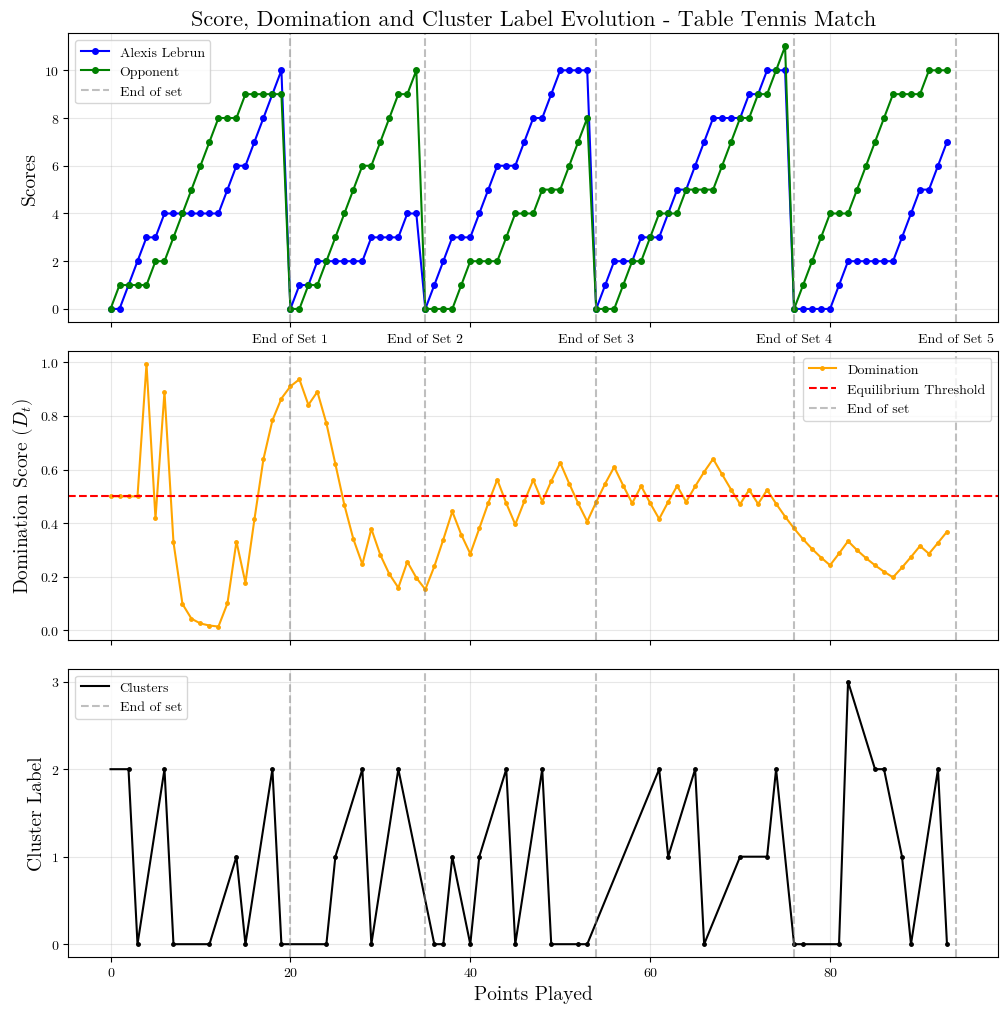 Score, Domination and Cluster Label Evolution - Table Tennis Match
Alexis Lebrun
Opponent
End of set
Scores
10
8
6
4
2
0
End of Set 1
End of Set 2
End of Set 3
End of Set 4
End of Set 5
Domination
Equilibrium Threshold
End of set
Domination Score (D_t)
1.0
0.8
0.6
0.4
0.2
0.0
Clusters
End of set
Cluster Label
3
2
1
0
0
20
40
60
80
Points Played